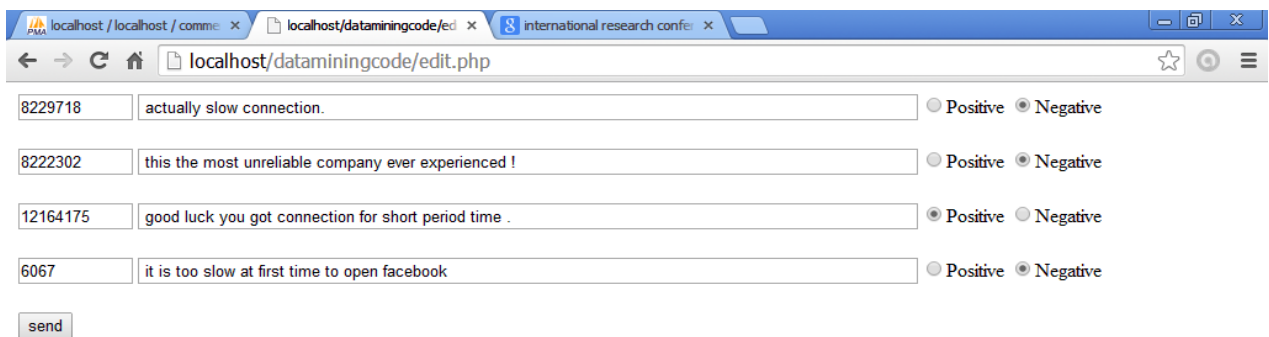 localhost / localhost / comme localhost/dataminingcode/ed international research confer
localhost/dataminingcode/edit.php
8229718 actually slow connection. Positive Negative
8222302 this the most unreliable company ever experienced ! Positive Negative
12164175 good luck you got connection for short period time . Positive Negative
6067 it is too slow at first time to open facebook Positive Negative
send